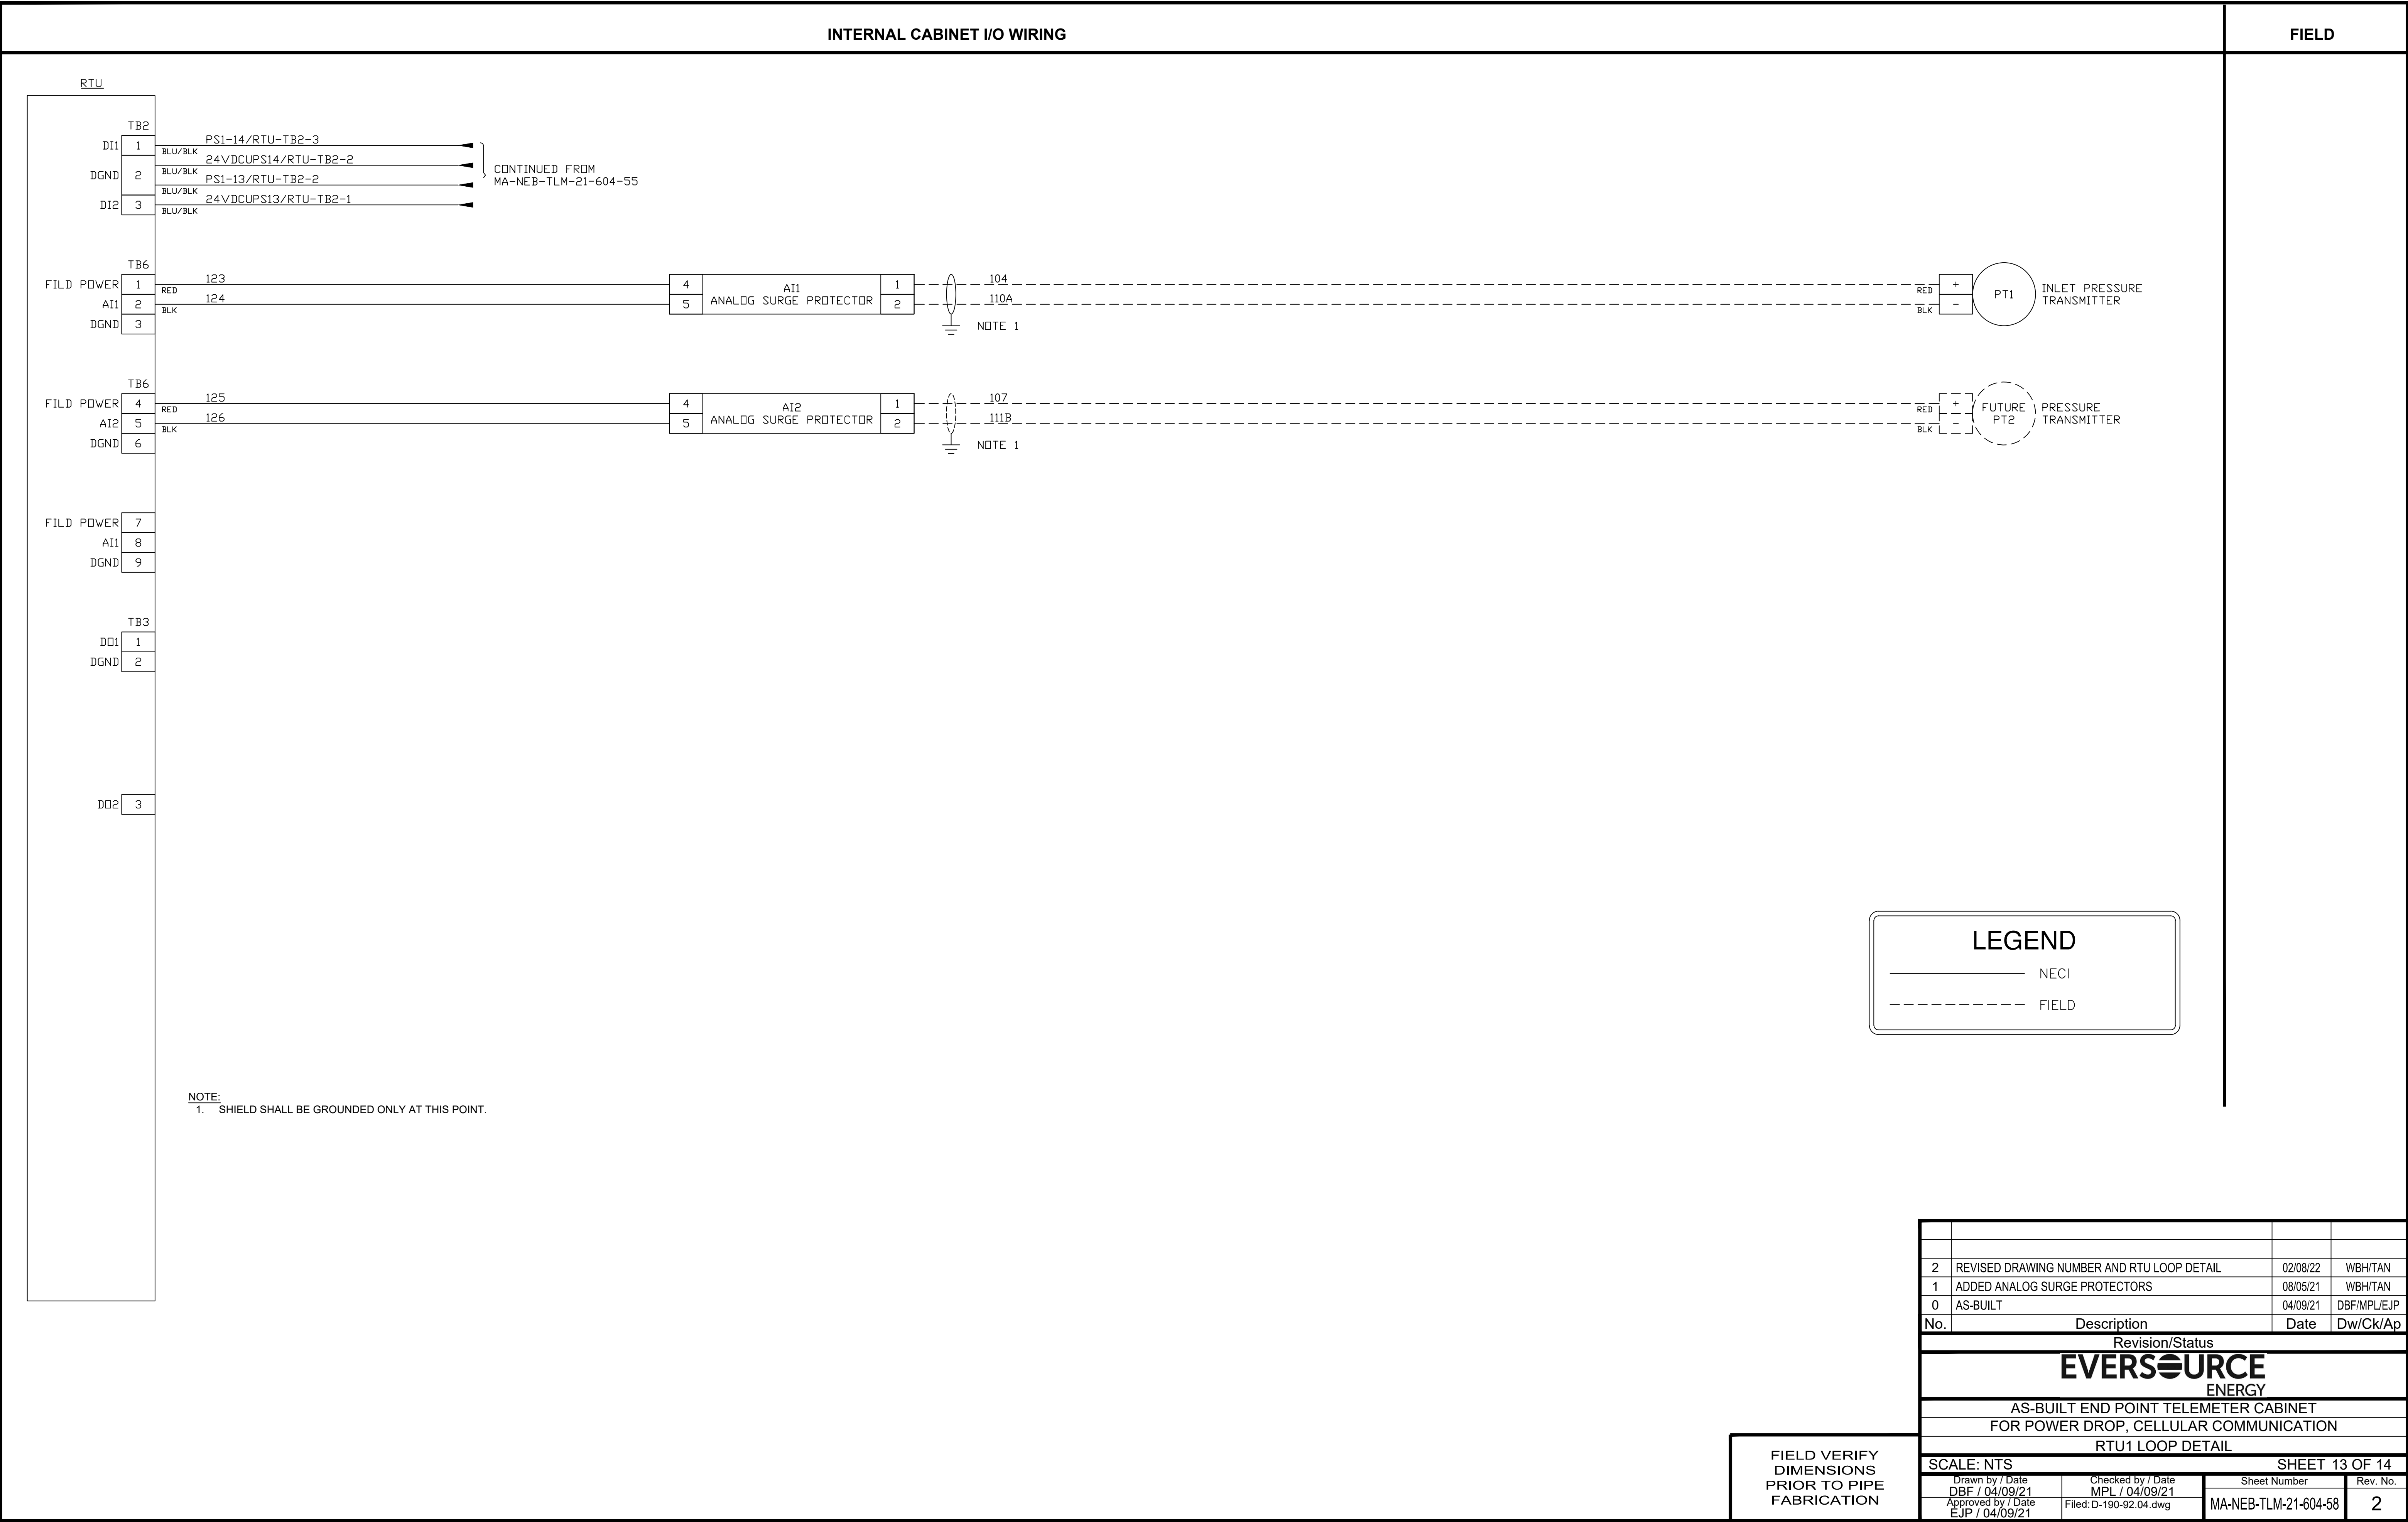 INTERNAL CABINET I/O WIRING
FIELD
RTU
TB2
DI1 1
BLU/BLK
PS1-14/RTU-TB2-3
24VDCUPS14/RTU-TB2-2
DGND 2
BLU/BLK
PS1-13/RTU-TB2-2
BLU/BLK
24VDCUPS13/RTU-TB2-1
DI2 3
BLU/BLK
CONTINUED FROM
MA-NEB-TLM-21-604-55
TB6
FILD POWER 1
RED
123
AI1 2
BLK
124
DGND 3
4
5
AI1
ANALOG SURGE PROTECTOR
1
2
104
110A
NOTE 1
RED
BLK
+
-
PT1
INLET PRESSURE
TRANSMITTER
TB6
FILD POWER 4
RED
125
AI2 5
BLK
126
DGND 6
4
5
AI2
ANALOG SURGE PROTECTOR
1
2
107
111B
NOTE 1
RED
BLK
+
-
FUTURE
PT2
PRESSURE
TRANSMITTER
FILD POWER 7
AI1 8
DGND 9
TB3
DO1 1
DGND 2
DO2 3
LEGEND
NECI
FIELD
NOTE:
1. SHIELD SHALL BE GROUNDED ONLY AT THIS POINT.
2 REVISED DRAWING NUMBER AND RTU LOOP DETAIL 02/08/22 WBH/TAN
1 ADDED ANALOG SURGE PROTECTORS 08/05/21 WBH/TAN
0 AS-BUILT 04/09/21 DBF/MPL/EJP
No. Description Date Dw/Ck/Ap
Revision/Status
EVERSOURCE
ENERGY
AS-BUILT END POINT TELEMETER CABINET
FOR POWER DROP, CELLULAR COMMUNICATION
RTU1 LOOP DETAIL
SCALE: NTS SHEET 13 OF 14
Drawn by / Date
DBF / 04/09/21
Checked by / Date
MPL / 04/09/21
Sheet Number
Rev. No.
Approved by / Date
EJP / 04/09/21
Filed: D-190-92.04.dwg
MA-NEB-TLM-21-604-58
2
FIELD VERIFY
DIMENSIONS
PRIOR TO PIPE
FABRICATION